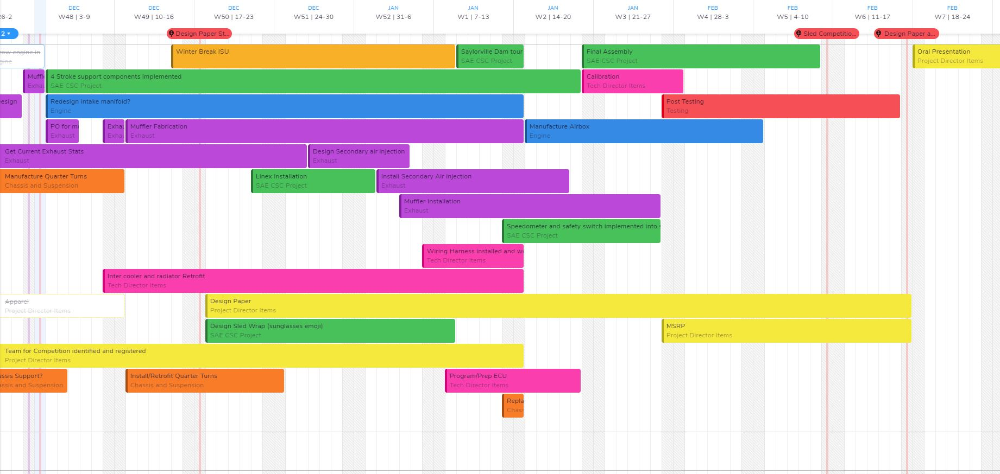 DEC DEC DEC DEC JAN JAN JAN JAN FEB FEB FEB FEB
26-2 W48 | 3-9 W49 | 10-16 W50 | 17-23 W51 | 24-30 W52 | 31-6 W1 | 7-13 W2 | 14-20 W3 | 21-27 W4 | 28-3 W5 | 4-10 W6 | 11-17 W7 | 18-24
2 Design Paper St... Sled Competitio... Design Paper a...
row engine in Winter Break ISU Saylorville Dam tour Final Assembly Oral Presentation
gine SAE CSC Project SAE CSC Project Project Director Items
Muffle 4 Stroke support components implemented Calibration
Exhau SAE CSC Project Tech Director Items
esign Redesign intake manifold? Post Testing
Engine Testing
PO for mu Exhau Muffler Fabrication Manufacture Airbox
Exhaust Exhau Exhaust Engine
Get Current Exhaust Stats Design Secondary air injection
Exhaust Exhaust
Manufacture Quarter Turns Linex Installation Install Secondary Air injection
Chassis and Suspension SAE CSC Project Exhaust
Muffler Installation
Exhaust
Speedometer and safety switch implemented into s
SAE CSC Project
Wiring Harness installed and wo
Tech Director Items
Inter cooler and radiator Retrofit
Tech Director Items
Apparel Design Paper
Project Director Items Project Director Items
Design Sled Wrap (sunglasses emoji) MSRP
SAE CSC Project Project Director Items
Team for Competition identified and registered
Project Director Items
assis Support? Install/Retrofit Quarter Turns Program/Prep ECU
assis and Suspension Chassis and Suspension Tech Director Items
Repla
Chass